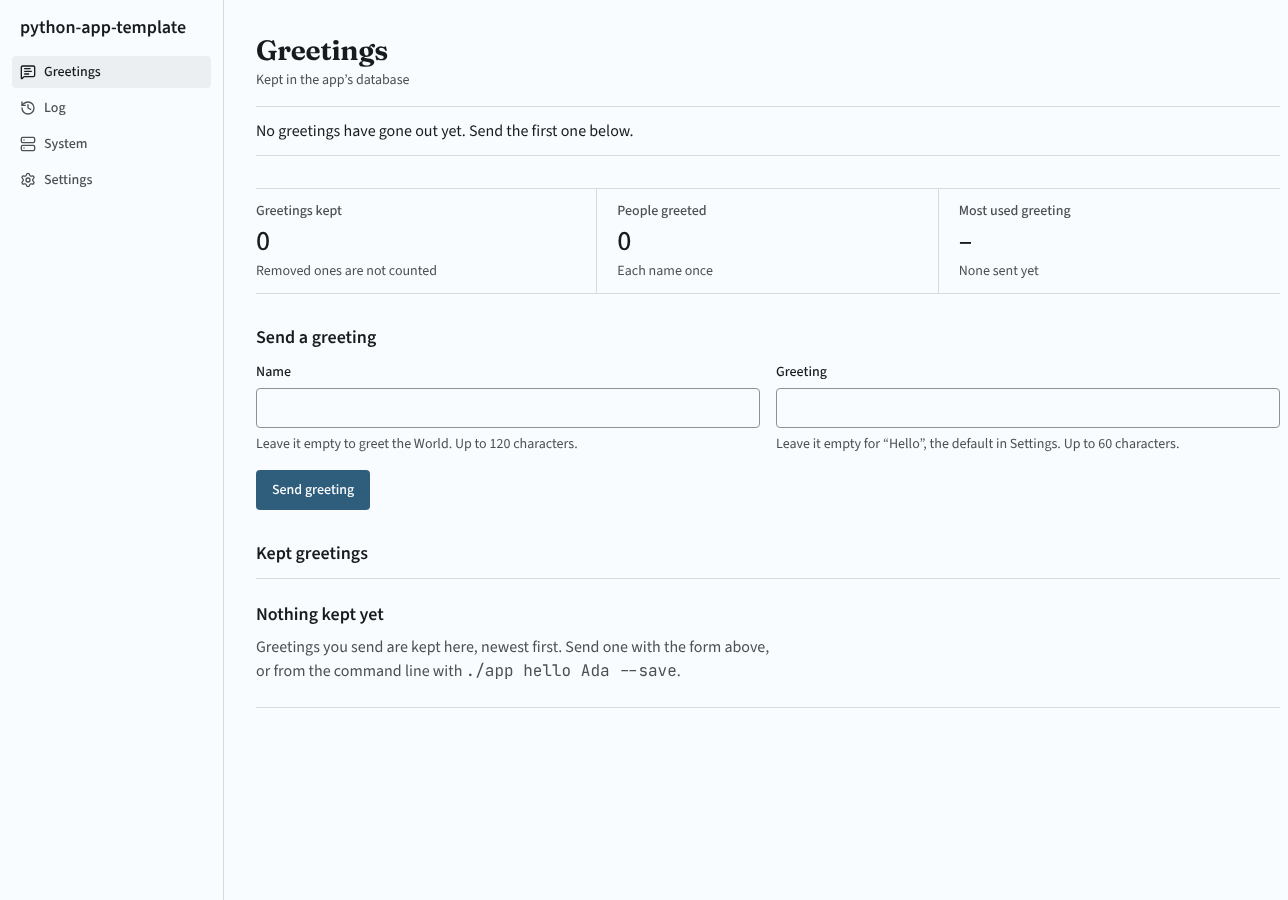 python-app-template
Greetings
Log
System
Settings
Greetings
Kept in the app’s database
No greetings have gone out yet. Send the first one below.
Greetings kept
0
Removed ones are not counted
People greeted
0
Each name once
Most used greeting
–
None sent yet
Send a greeting
Name
Leave it empty to greet the World. Up to 120 characters.
Greeting
Leave it empty for “Hello”, the default in Settings. Up to 60 characters.
Send greeting
Kept greetings
Nothing kept yet
Greetings you send are kept here, newest first. Send one with the form above,
or from the command line with ./app hello Ada --save.